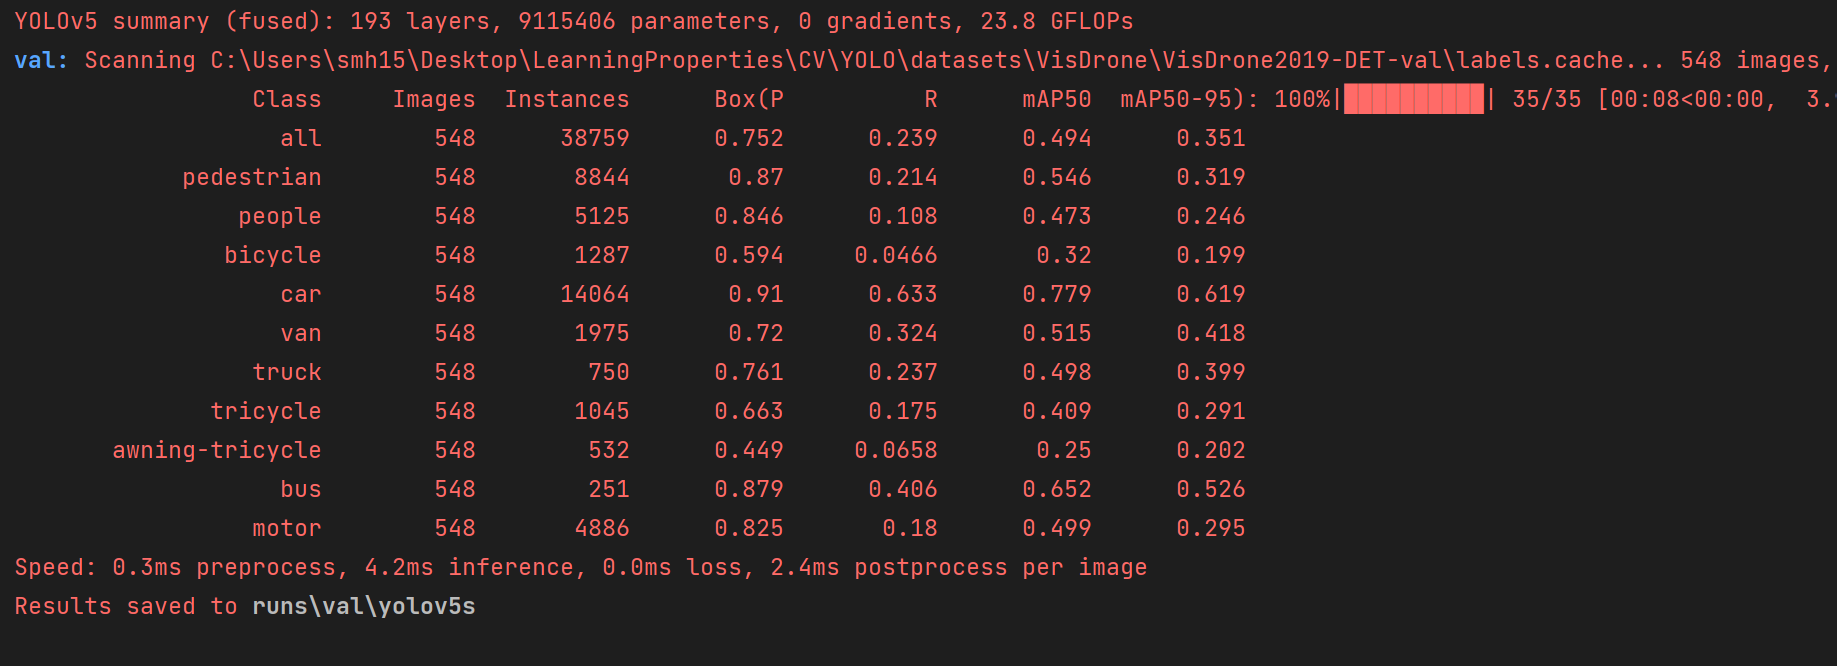 YOLOv5 summary (fused): 193 layers, 9115406 parameters, 0 gradients, 23.8 GFLOPs
val: Scanning C:\Users\smh15\Desktop\LearningProperties\CV\YOLO\datasets\VisDrone\VisDrone2019-DET-val\labels.cache... 548 images,
Class Images Instances Box(P R mAP50 mAP50-95): 100%|██████████| 35/35 [00:08<00:00, 3.
all 548 38759 0.752 0.239 0.494 0.351
pedestrian 548 8844 0.87 0.214 0.546 0.319
people 548 5125 0.846 0.108 0.473 0.246
bicycle 548 1287 0.594 0.0466 0.32 0.199
car 548 14064 0.91 0.633 0.779 0.619
van 548 1975 0.72 0.324 0.515 0.418
truck 548 750 0.761 0.237 0.498 0.399
tricycle 548 1045 0.663 0.175 0.409 0.291
awning-tricycle 548 532 0.449 0.0658 0.25 0.202
bus 548 251 0.879 0.406 0.652 0.526
motor 548 4886 0.825 0.18 0.499 0.295
Speed: 0.3ms preprocess, 4.2ms inference, 0.0ms loss, 2.4ms postprocess per image
Results saved to runs\val\yolov5s